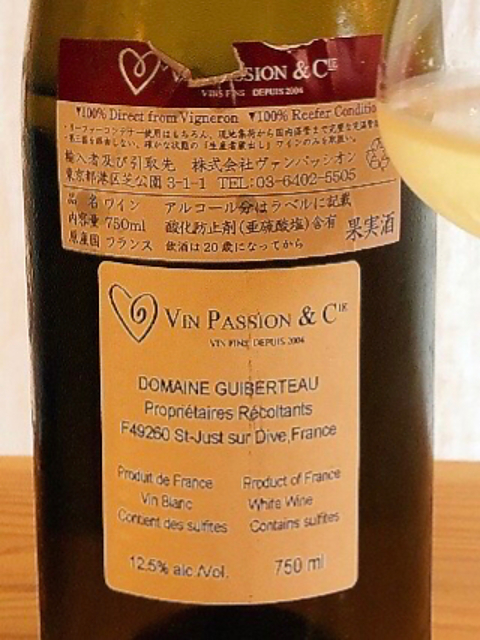 VIN PASSION & CIE
VINS FINS DEPUIS 2004
▼100% Direct from Vigneron ▼100% Reefer Conditio
輸入者及び引取先 株式会社ヴァンパッシオン
東京都港区芝公園 3-1-1 TEL:03-6402-5505
品 名 ワイン アルコール分はラベルに記載
内容量 750ml 酸化防止剤(亜硫酸塩)含有 果実酒
原産国 フランス 飲酒は20歳になってから
VIN PASSION & CIE
VIN FINS DEPUIS 2004
DOMAINE GUIBERTEAU
Propriétaires Récoltants
F49260 St-Just sur Dive,France
Produit de France Product of France
Vin Blanc White Wine
Contient des sulfites Contains sulfites
12.5% alc /Vol. 750 ml